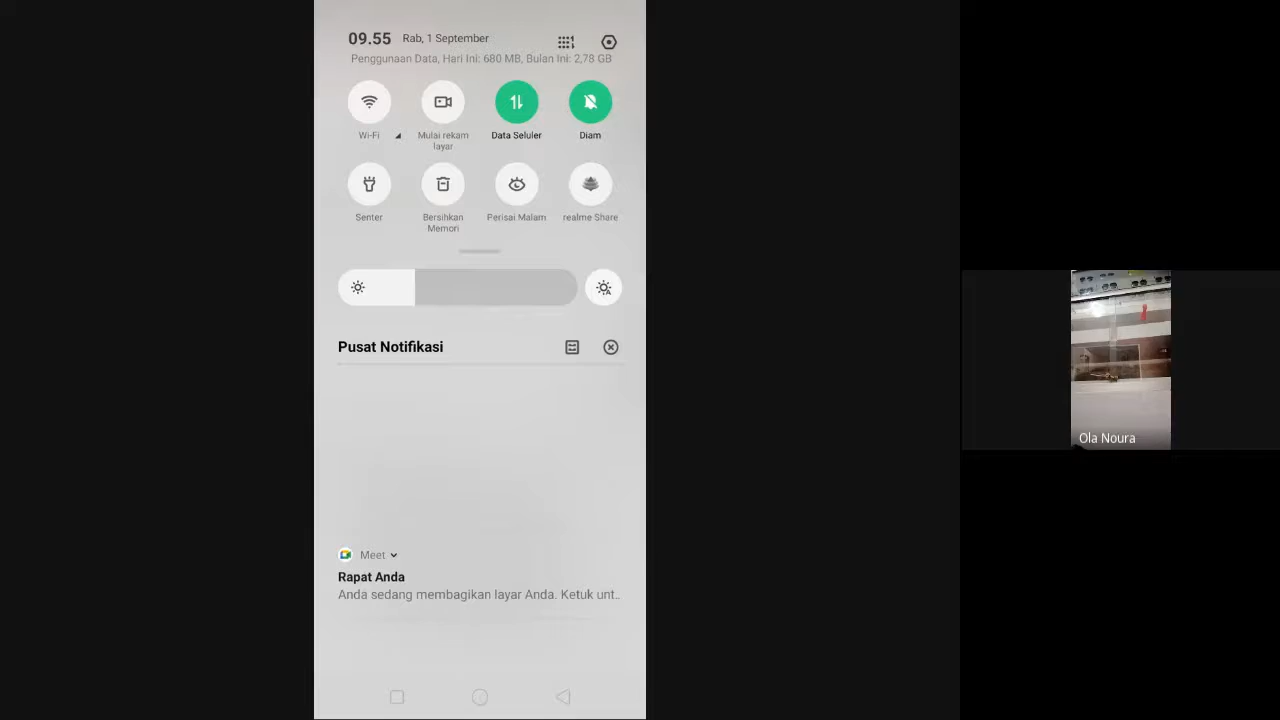 09.55 Rab, 1 September
Penggunaan Data, Hari Ini: 680 MB, Bulan Ini: 2,78 GB
Wi-Fi
Mulai rekam layar
Data Seluler
Diam
Senter
Bersihkan Memori
Perisai Malam
realme Share
Pusat Notifikasi
Meet
Rapat Anda
Anda sedang membagikan layar Anda. Ketuk unt..
Ola Noura